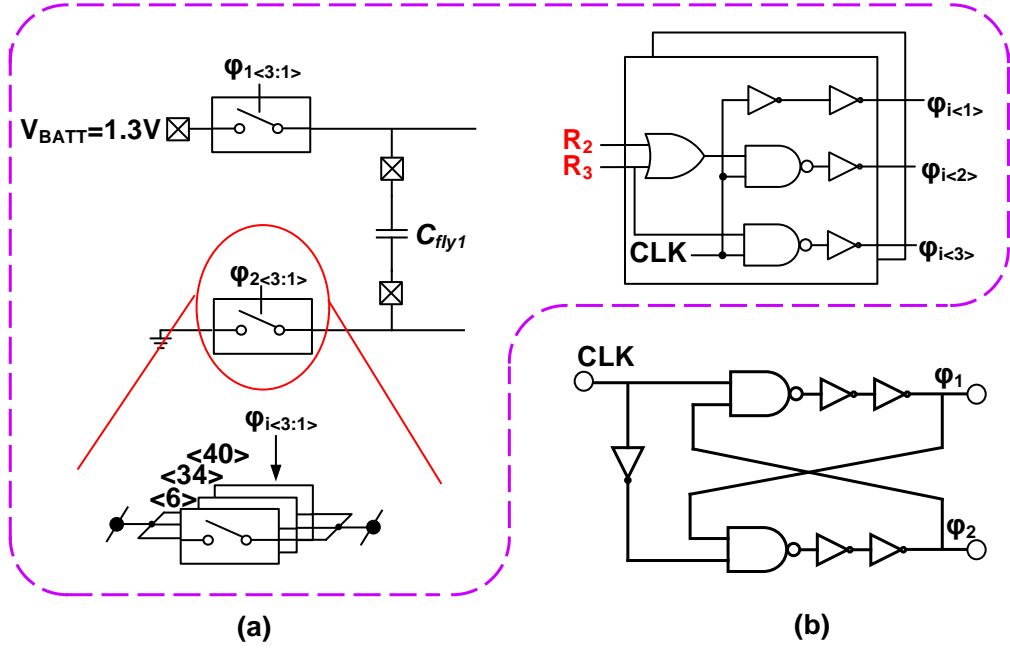 φ1<3:1>
VBATT=1.3V
Cfly1
φ2<3:1>
φi<3:1>
<40>
<34>
<6>
(a)
R2
R3
CLK
φi<1>
φi<2>
φi<3>
CLK
φ1
φ2
(b)